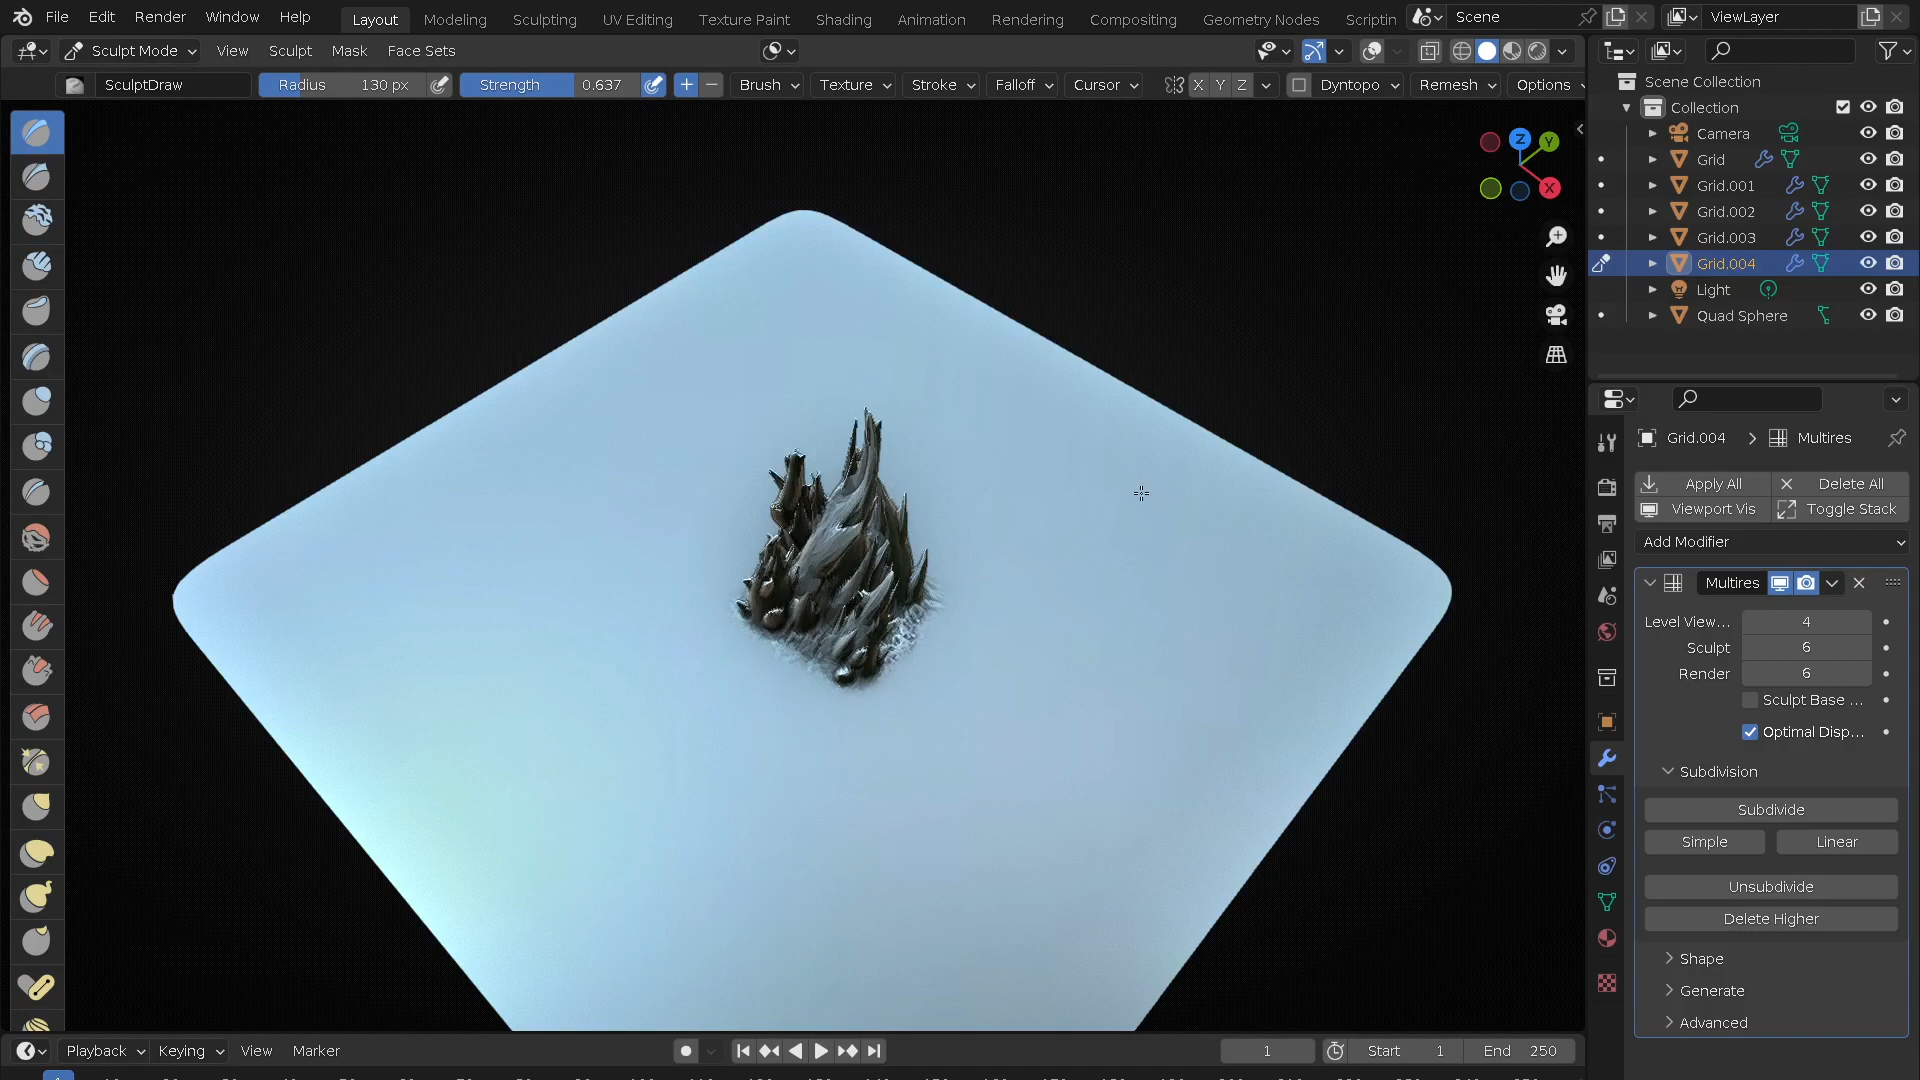 File Edit Render Window Help Layout Modeling Sculpting UV Editing Texture Paint Shading Animation Rendering Compositing Geometry Nodes Scriptin Scene ViewLayer
Sculpt Mode View Sculpt Mask Face Sets
SculptDraw Radius 130 px Strength 0.637 Brush Texture Stroke Falloff Cursor X Y Z Dyntopo Remesh Options
Z Y X
Scene Collection
Collection
Camera
Grid
Grid.001
Grid.002
Grid.003
Grid.004
Light
Quad Sphere
Grid.004 Multires
Apply All Delete All
Viewport Vis Toggle Stack
Add Modifier
Multires
Level View... 4
Sculpt 6
Render 6
Sculpt Base ...
Optimal Disp...
Subdivision
Subdivide
Simple Linear
Unsubdivide
Delete Higher
Shape
Generate
Advanced
Playback Keying View Marker 1 Start 1 End 250
1